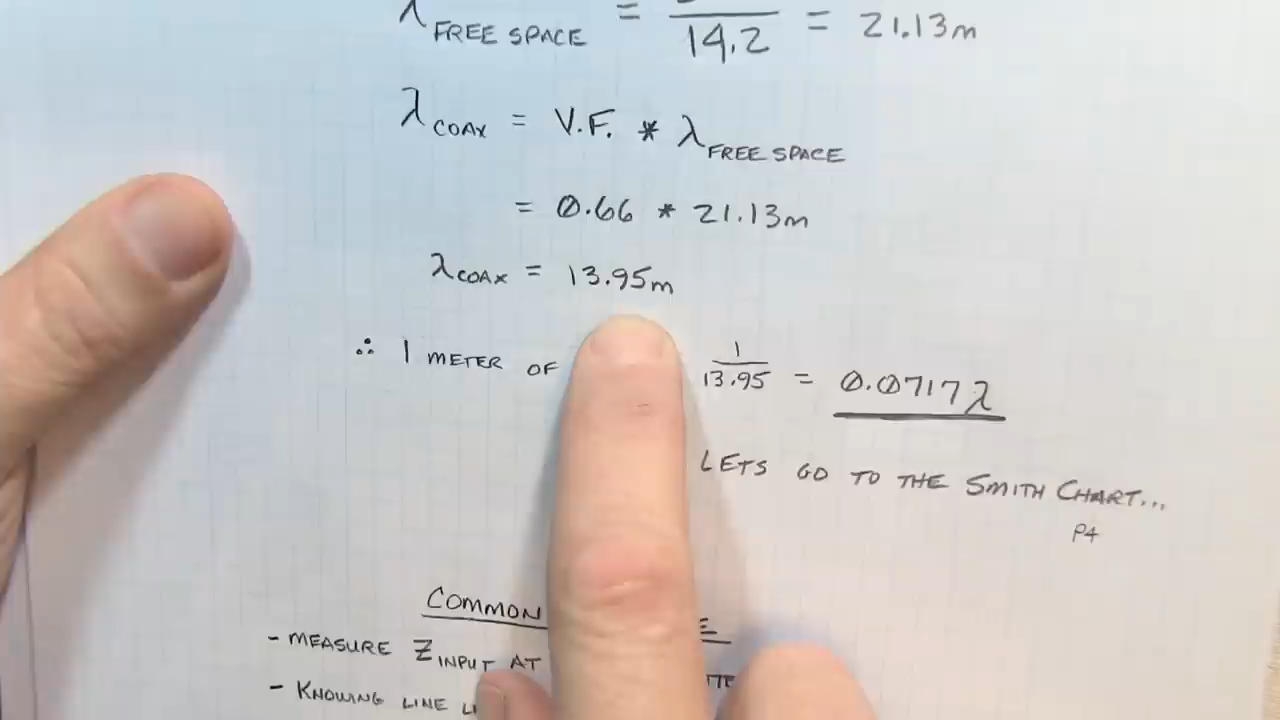 λ FREE SPACE = 14.2 = 21.13m
λ COAX = V.F. * λ FREE SPACE
= 0.66 * 21.13m
λ COAX = 13.95m
∴ 1 METER OF 1/13.95 = 0.0717λ
LETS GO TO THE SMITH CHART...
P4
COMMON
- MEASURE Z INPUT AT
- KNOWING LINE